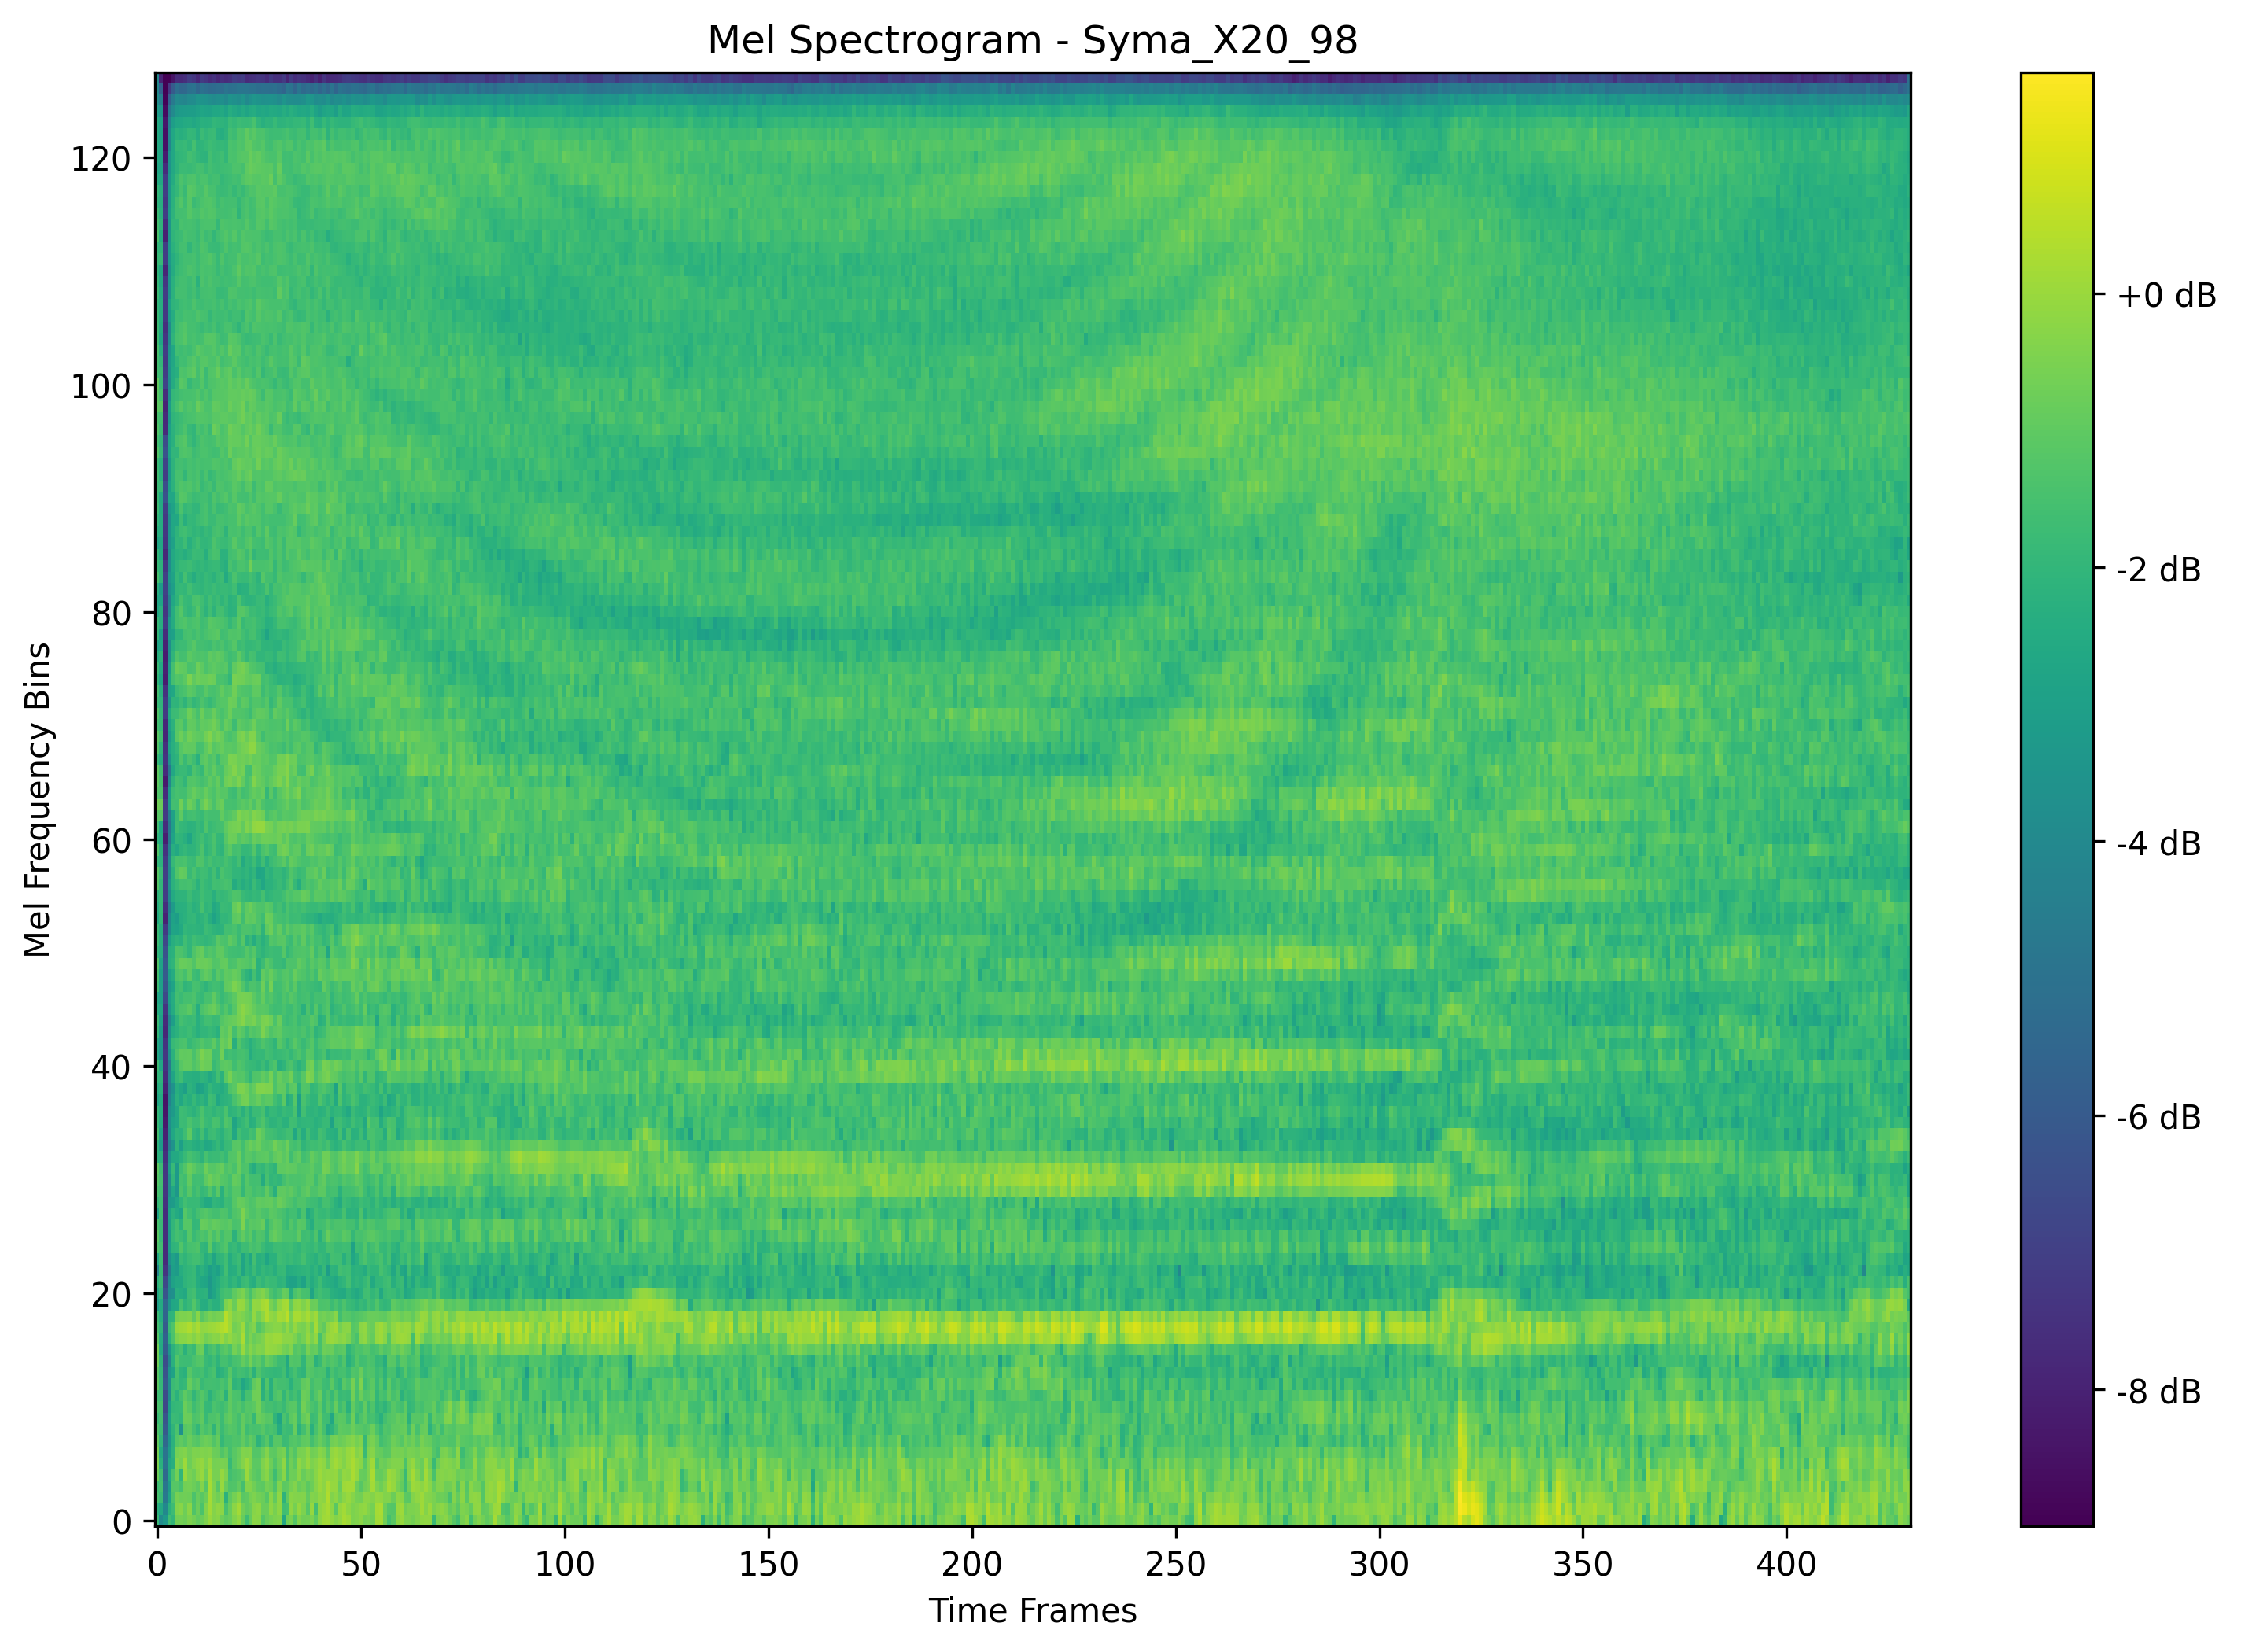 Mel Spectrogram - Syma_X20_98
Mel Frequency Bins
120
100
80
60
40
20
0
0 50 100 150 200 250 300 350 400
Time Frames
+0 dB
-2 dB
-4 dB
-6 dB
-8 dB